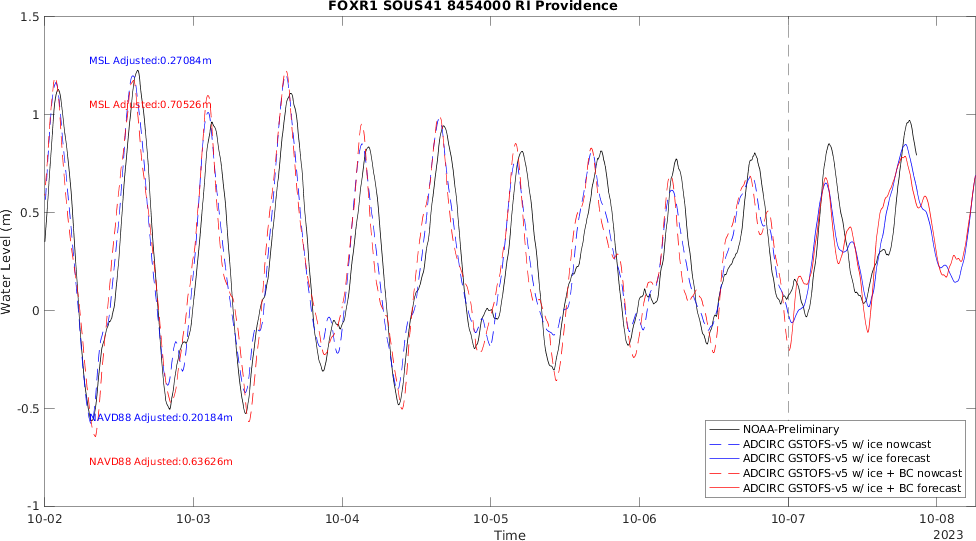 FOXR1 SOUS41 8454000 RI Providence
1.5
1
0.5
0
-0.5
-1
Water Level (m)
MSL Adjusted:0.27084m
MSL Adjusted:0.70526m
NAVD88 Adjusted:0.20184m
NAVD88 Adjusted:0.63626m
NOAA-Preliminary
ADCIRC GSTOFS-v5 w/ ice nowcast
ADCIRC GSTOFS-v5 w/ ice forecast
ADCIRC GSTOFS-v5 w/ ice + BC nowcast
ADCIRC GSTOFS-v5 w/ ice + BC forecast
10-02 10-03 10-04 10-05 10-06 10-07 10-08
Time
2023